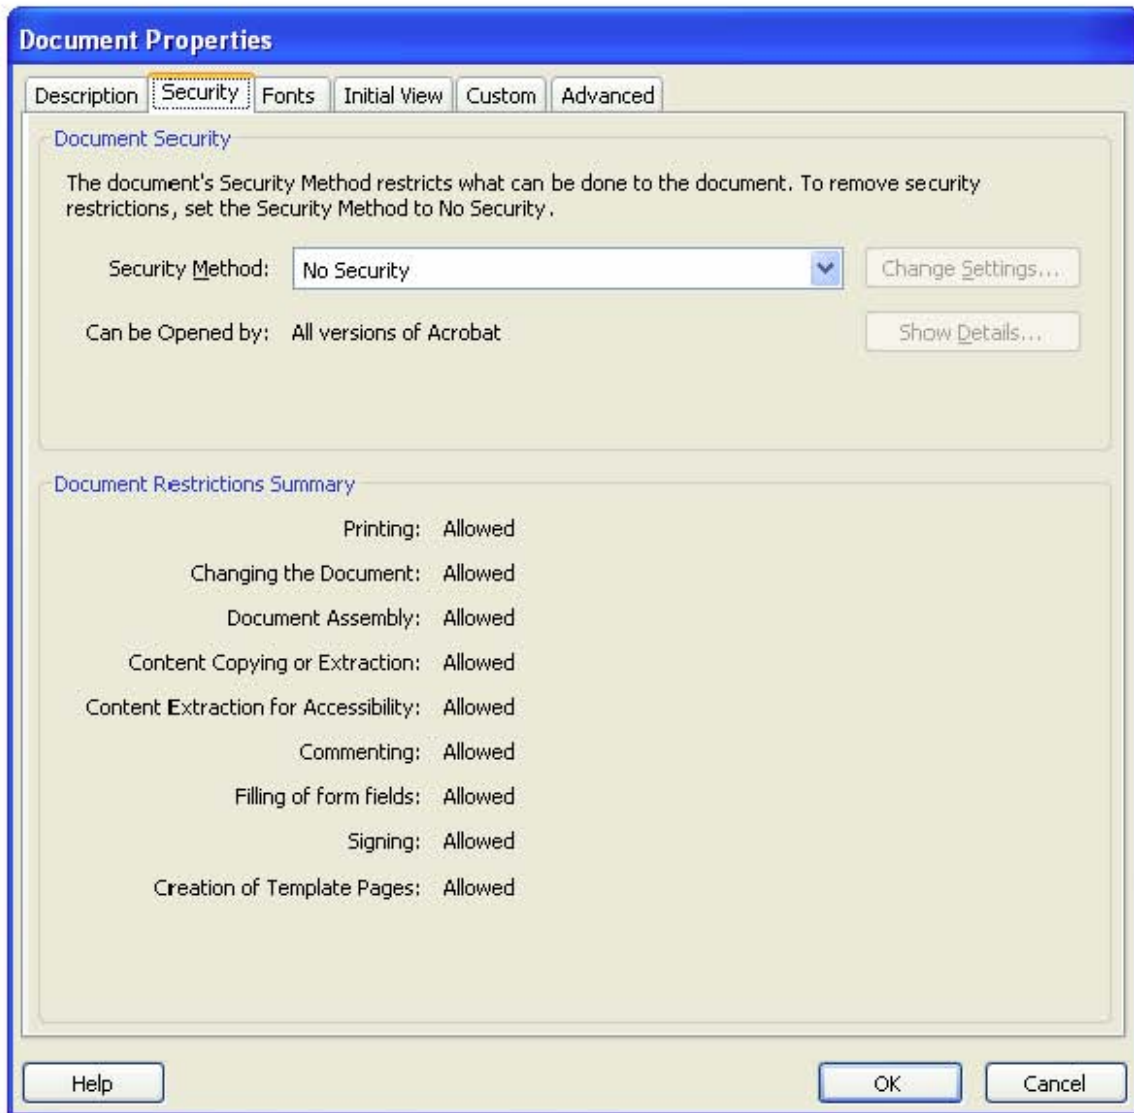 Document Properties
Description Security Fonts Initial View Custom Advanced
Document Security
The document's Security Method restricts what can be done to the document. To remove security
restrictions, set the Security Method to No Security.
Security Method: No Security Change Settings...
Can be Opened by: All versions of Acrobat Show Details...
Document Restrictions Summary
Printing: Allowed
Changing the Document: Allowed
Document Assembly: Allowed
Content Copying or Extraction: Allowed
Content Extraction for Accessibility: Allowed
Commenting: Allowed
Filling of form fields: Allowed
Signing: Allowed
Creation of Template Pages: Allowed
Help OK Cancel